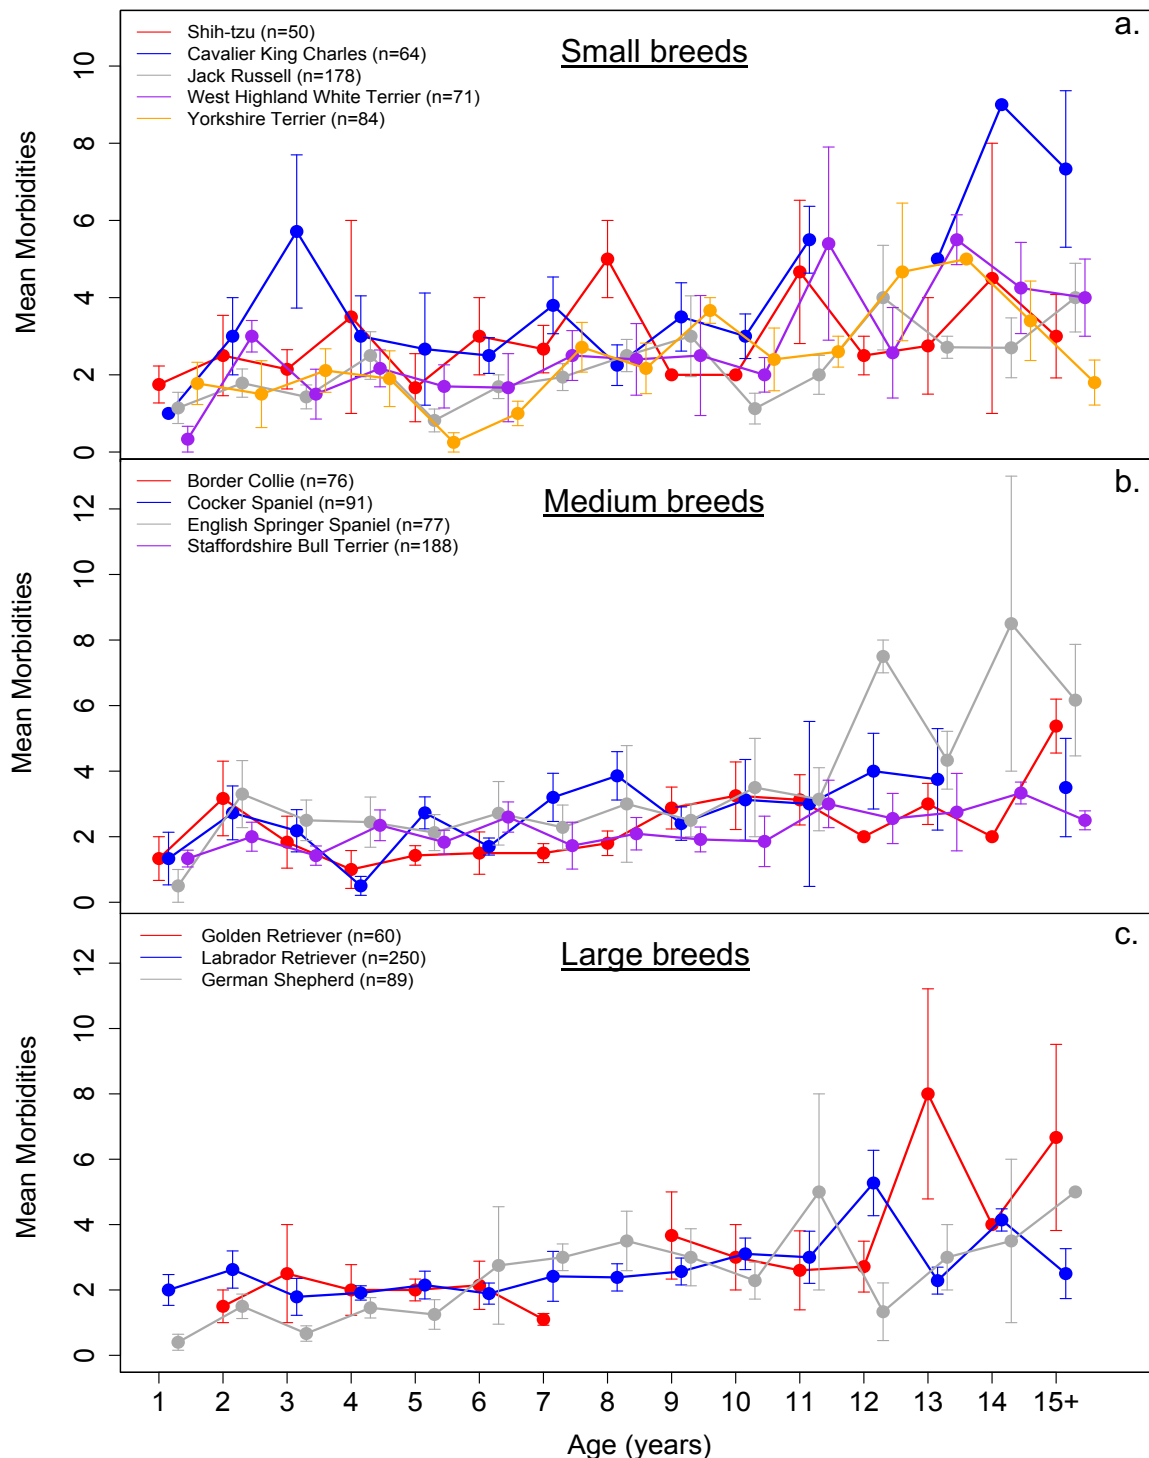 a.
Small breeds
Shih-tzu (n=50)
Cavalier King Charles (n=64)
Jack Russell (n=178)
West Highland White Terrier (n=71)
Yorkshire Terrier (n=84)
Mean Morbidities
10
8
6
4
2
0
b.
Medium breeds
Border Collie (n=76)
Cocker Spaniel (n=91)
English Springer Spaniel (n=77)
Staffordshire Bull Terrier (n=188)
Mean Morbidities
12
10
8
6
4
2
0
c.
Large breeds
Golden Retriever (n=60)
Labrador Retriever (n=250)
German Shepherd (n=89)
Mean Morbidities
12
10
8
6
4
2
0
1 2 3 4 5 6 7 8 9 10 11 12 13 14 15+
Age (years)